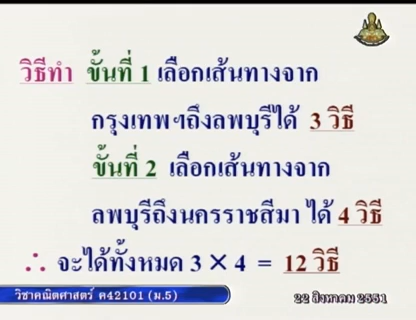 วิธีทำ ขั้นที่ 1 เลือกเส้นทางจาก
กรุงเทพฯถึงลพบุรีได้ 3 วิธี
ขั้นที่ 2 เลือกเส้นทางจาก
ลพบุรีถึงนครราชสีมา ได้ 4 วิธี
∴ จะได้ทั้งหมด 3 × 4 = 12 วิธี
วิชาคณิตศาสตร์ ค42101 (ม.5)
22 สิงหาคม 2551